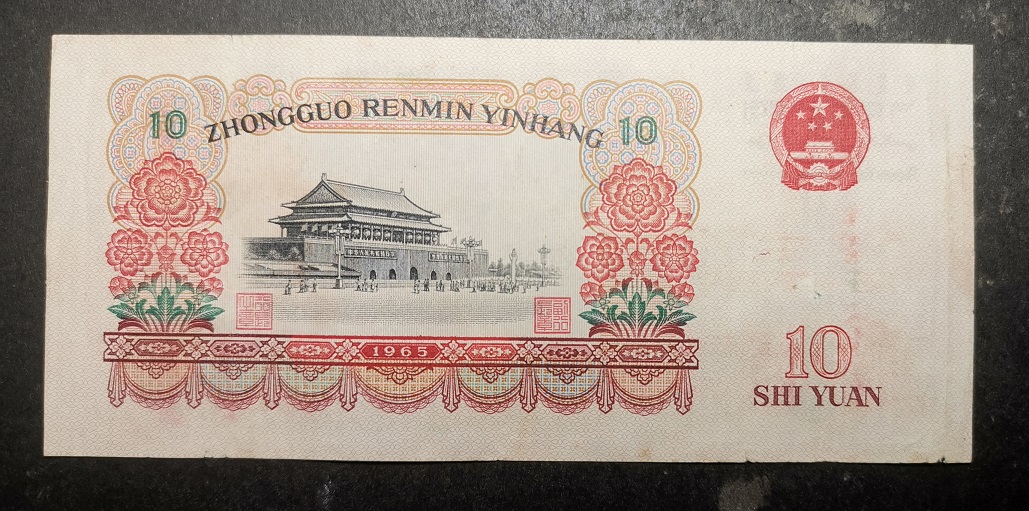 10 ZHONGGUO RENMIN YINHANG 10
1965
10
SHI YUAN